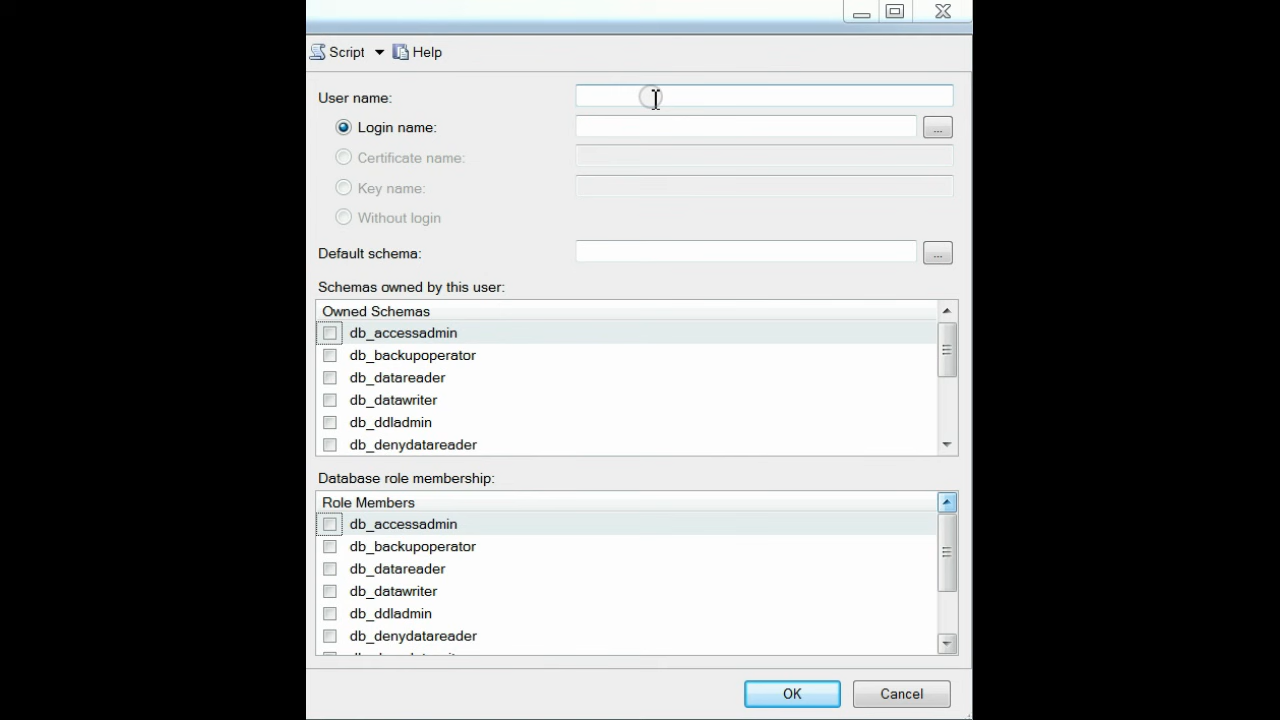 Script Help
User name:
Login name:
...
Certificate name:
Key name:
Without login
Default schema:
...
Schemas owned by this user:
Owned Schemas
db_accessadmin
db_backupoperator
db_datareader
db_datawriter
db_ddladmin
db_denydatareader
Database role membership:
Role Members
db_accessadmin
db_backupoperator
db_datareader
db_datawriter
db_ddladmin
db_denydatareader
OK Cancel